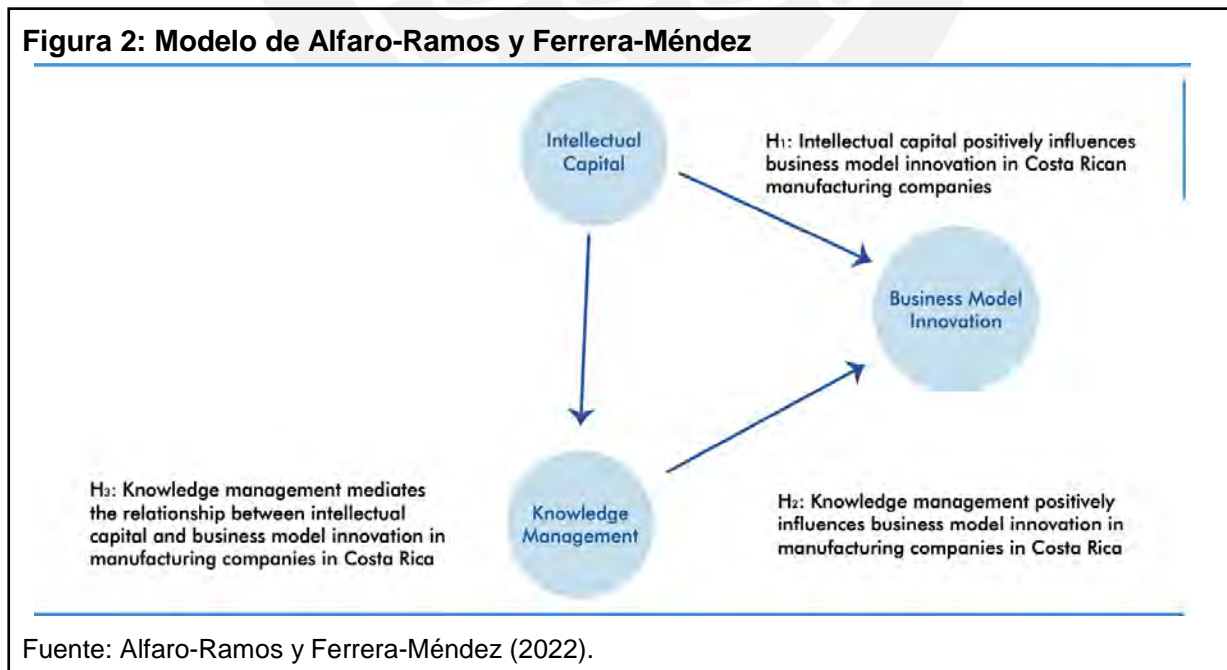 Figura 2: Modelo de Alfaro-Ramos y Ferrera-Méndez
Intellectual
Capital
H1: Intellectual capital positively influences
business model innovation in Costa Rican
manufacturing companies
Business Model
Innovation
H3: Knowledge management mediates
the relationship between intellectual
capital and business model innovation in
manufacturing companies in Costa Rica
Knowledge
Management
H2: Knowledge management positively
influences business model innovation in
manufacturing companies in Costa Rica
Fuente: Alfaro-Ramos y Ferrera-Méndez (2022).